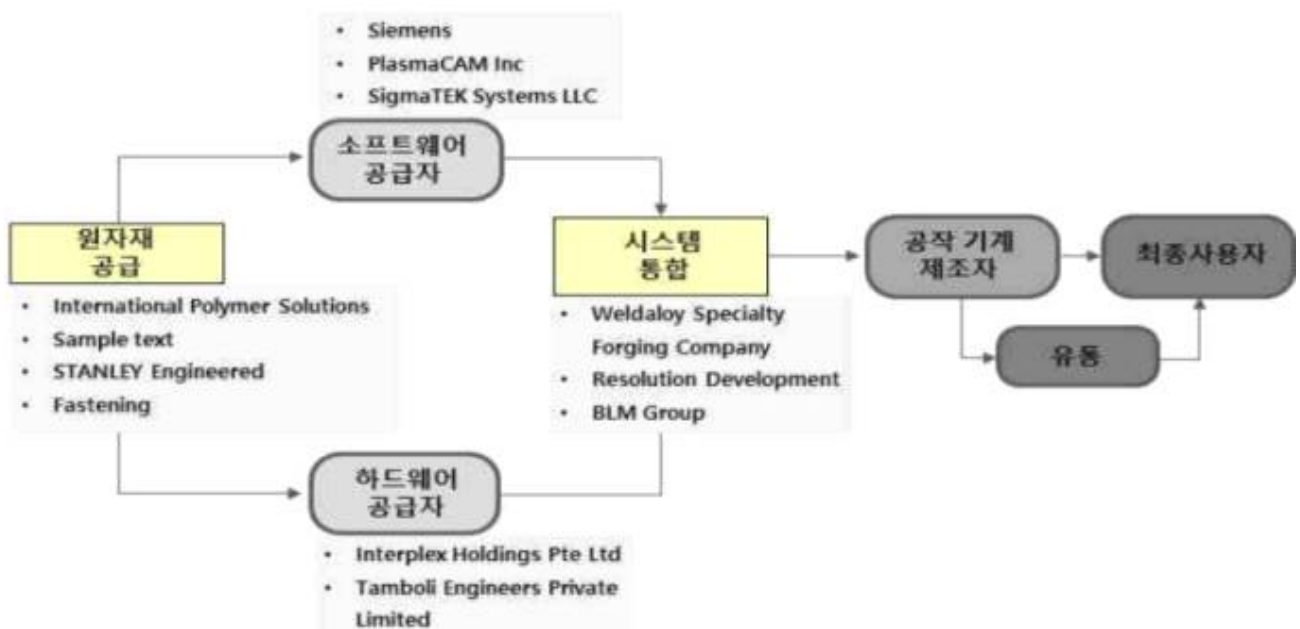 • Siemens
• PlasmaCAM Inc
• SigmaTEK Systems LLC
소프트웨어
공급자
원자재
공급
• International Polymer Solutions
• Sample text
• STANLEY Engineered
• Fastening
시스템
통합
• Weldaloy Specialty
Forging Company
• Resolution Development
• BLM Group
공작 기계
제조자
최종사용자
유통
하드웨어
공급자
• Interplex Holdings Pte Ltd
• Tamboli Engineers Private
Limited